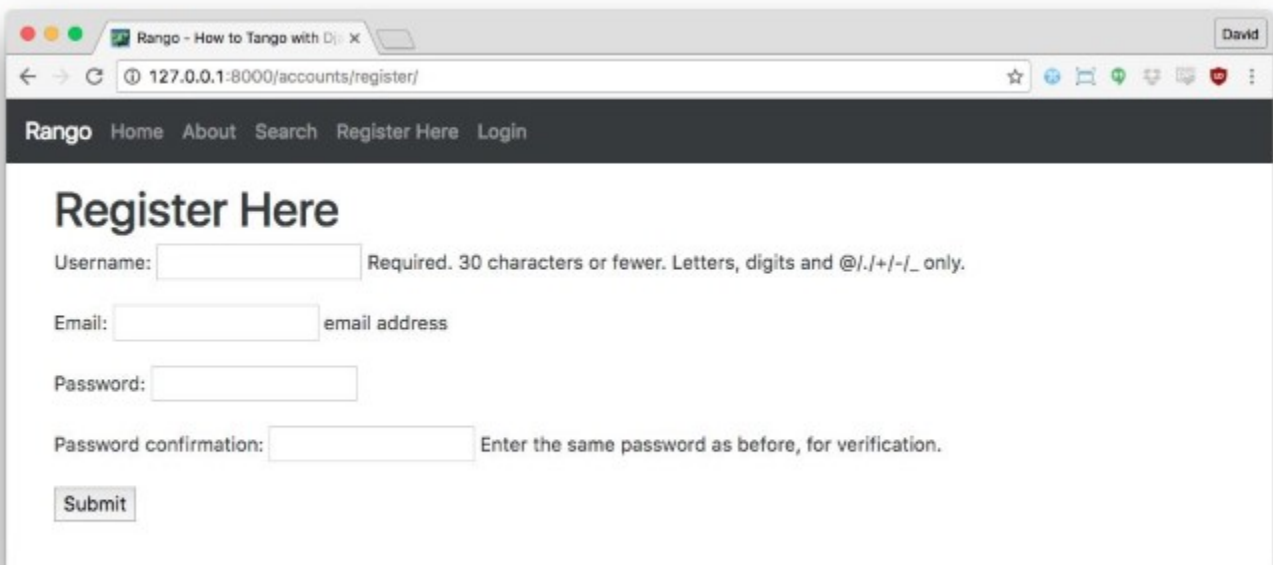 Rango - How to Tango with Dj
David
127.0.0.1:8000/accounts/register/
Rango Home About Search Register Here Login
Register Here
Username: Required. 30 characters or fewer. Letters, digits and @/./+/-/_ only.
Email: email address
Password:
Password confirmation: Enter the same password as before, for verification.
Submit